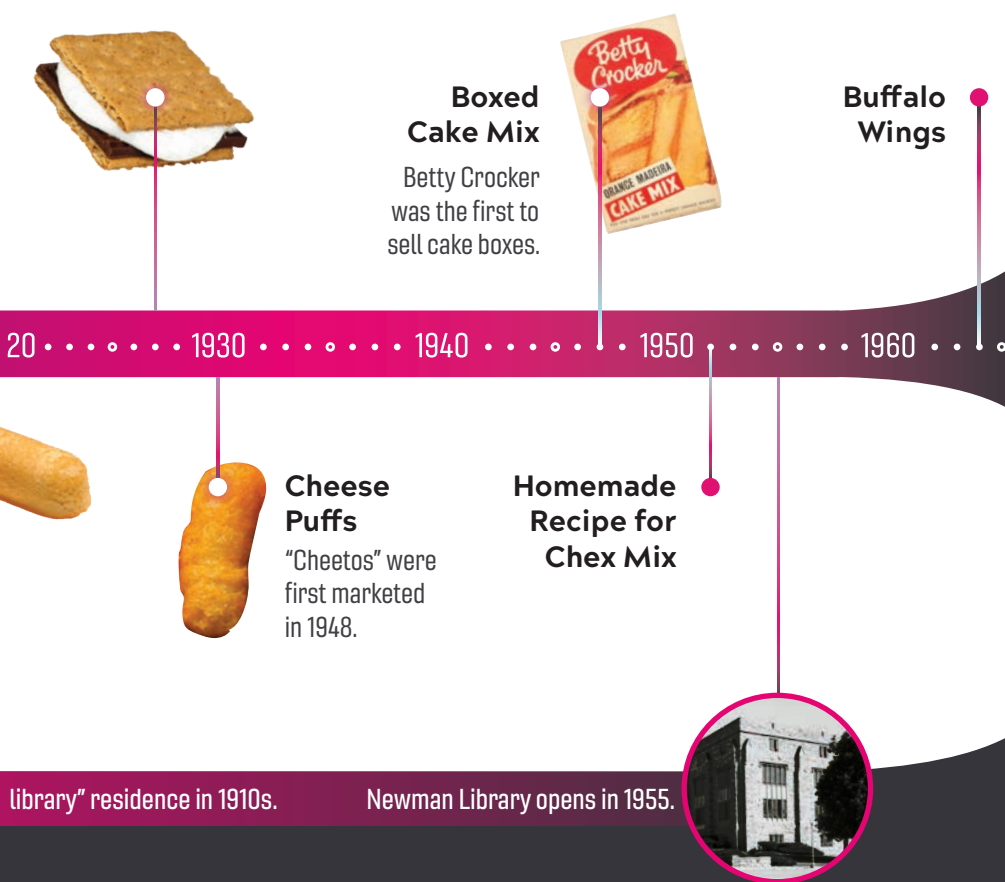 Boxed
Cake Mix
Betty Crocker
was the first to
sell cake boxes.
Betty
Crocker
ORANGE MADEIRA
CAKE MIX
Buffalo
Wings
20 1930 1940 1950 1960
Cheese
Puffs
“Cheetos” were
first marketed
in 1948.
Homemade
Recipe for
Chex Mix
library” residence in 1910s.
Newman Library opens in 1955.